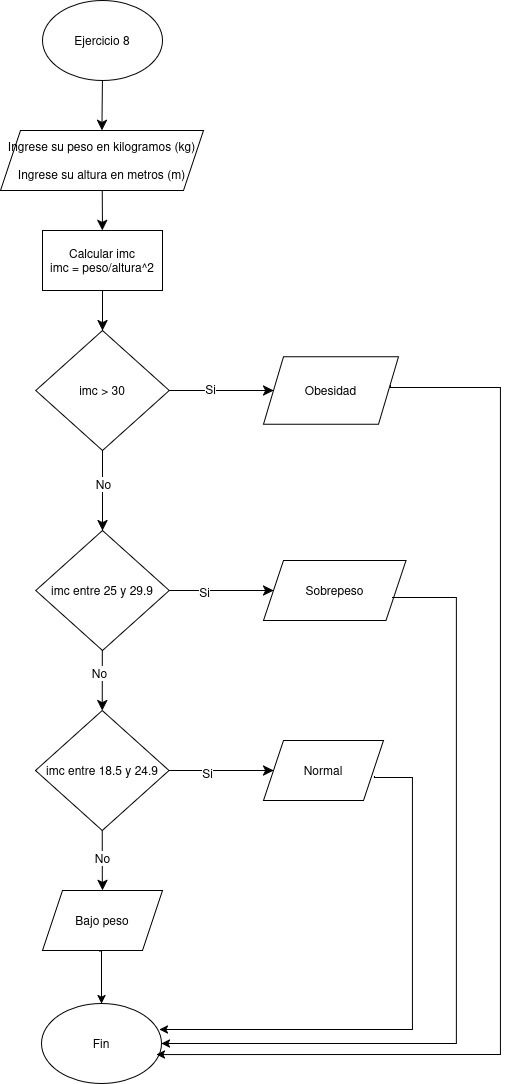 Ejercicio 8
Ingrese su peso en kilogramos (kg)
Ingrese su altura en metros (m)
Calcular imc
imc = peso/altura^2
imc > 30
Si
Obesidad
No
imc entre 25 y 29.9
Si
Sobrepeso
No
imc entre 18.5 y 24.9
Si
Normal
No
Bajo peso
Fin